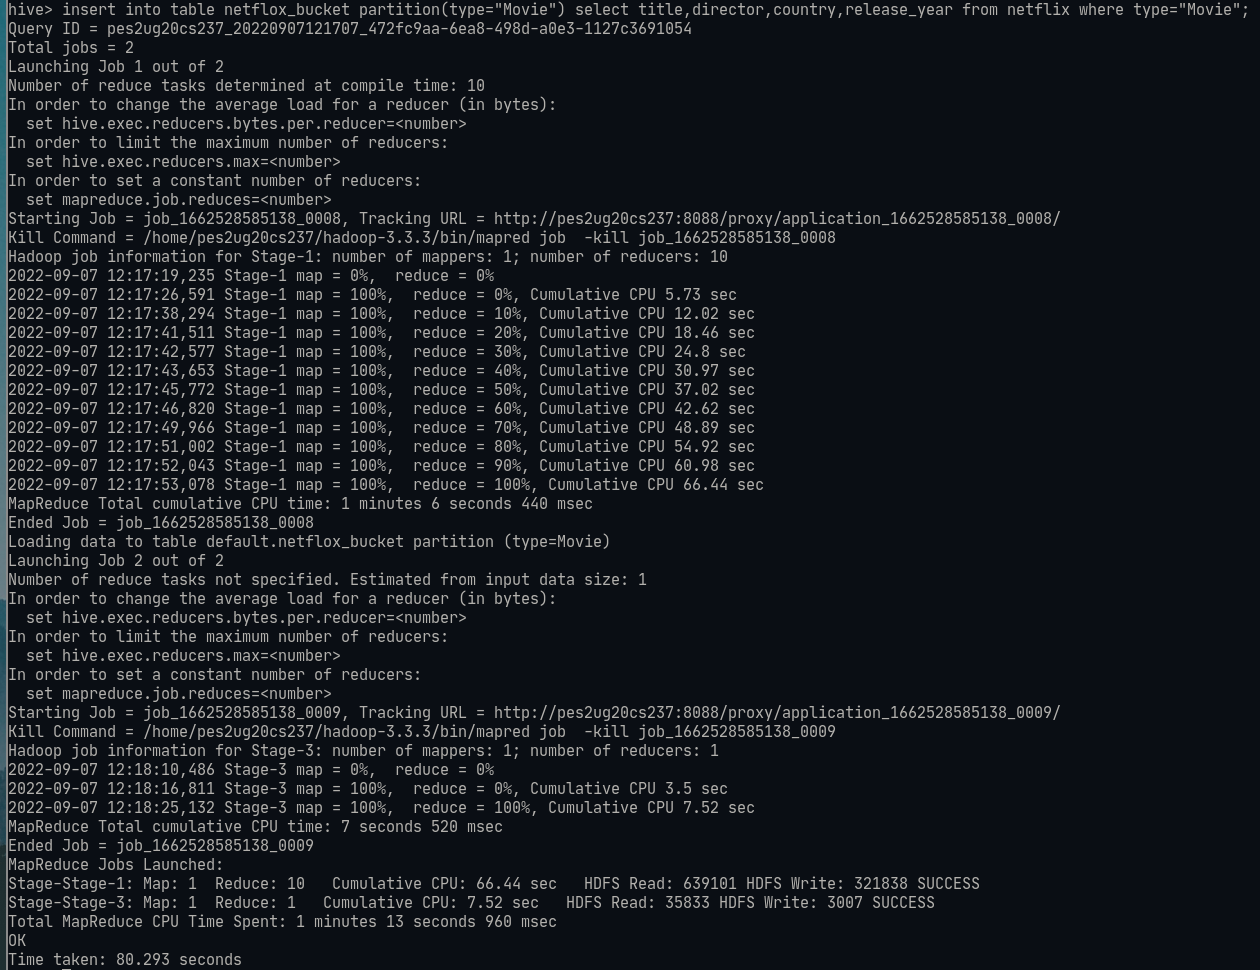 hive> insert into table netflox_bucket partition(type="Movie") select title,director,country,release_year from netflix where type="Movie";
Query ID = pes2ug20cs237_20220907121707_472fc9aa-6ea8-498d-a0e3-1127c3691054
Total jobs = 2
Launching Job 1 out of 2
Number of reduce tasks determined at compile time: 10
In order to change the average load for a reducer (in bytes):
  set hive.exec.reducers.bytes.per.reducer=<number>
In order to limit the maximum number of reducers:
  set hive.exec.reducers.max=<number>
In order to set a constant number of reducers:
  set mapreduce.job.reduces=<number>
Starting Job = job_1662528585138_0008, Tracking URL = http://pes2ug20cs237:8088/proxy/application_1662528585138_0008/
Kill Command = /home/pes2ug20cs237/hadoop-3.3.3/bin/mapred job  -kill job_1662528585138_0008
Hadoop job information for Stage-1: number of mappers: 1; number of reducers: 10
2022-09-07 12:17:19,235 Stage-1 map = 0%,  reduce = 0%
2022-09-07 12:17:26,591 Stage-1 map = 100%,  reduce = 0%, Cumulative CPU 5.73 sec
2022-09-07 12:17:38,294 Stage-1 map = 100%,  reduce = 10%, Cumulative CPU 12.02 sec
2022-09-07 12:17:41,511 Stage-1 map = 100%,  reduce = 20%, Cumulative CPU 18.46 sec
2022-09-07 12:17:42,577 Stage-1 map = 100%,  reduce = 30%, Cumulative CPU 24.8 sec
2022-09-07 12:17:43,653 Stage-1 map = 100%,  reduce = 40%, Cumulative CPU 30.97 sec
2022-09-07 12:17:45,772 Stage-1 map = 100%,  reduce = 50%, Cumulative CPU 37.02 sec
2022-09-07 12:17:46,820 Stage-1 map = 100%,  reduce = 60%, Cumulative CPU 42.62 sec
2022-09-07 12:17:49,966 Stage-1 map = 100%,  reduce = 70%, Cumulative CPU 48.89 sec
2022-09-07 12:17:51,002 Stage-1 map = 100%,  reduce = 80%, Cumulative CPU 54.92 sec
2022-09-07 12:17:52,043 Stage-1 map = 100%,  reduce = 90%, Cumulative CPU 60.98 sec
2022-09-07 12:17:53,078 Stage-1 map = 100%,  reduce = 100%, Cumulative CPU 66.44 sec
MapReduce Total cumulative CPU time: 1 minutes 6 seconds 440 msec
Ended Job = job_1662528585138_0008
Loading data to table default.netflox_bucket partition (type=Movie)
Launching Job 2 out of 2
Number of reduce tasks not specified. Estimated from input data size: 1
In order to change the average load for a reducer (in bytes):
  set hive.exec.reducers.bytes.per.reducer=<number>
In order to limit the maximum number of reducers:
  set hive.exec.reducers.max=<number>
In order to set a constant number of reducers:
  set mapreduce.job.reduces=<number>
Starting Job = job_1662528585138_0009, Tracking URL = http://pes2ug20cs237:8088/proxy/application_1662528585138_0009/
Kill Command = /home/pes2ug20cs237/hadoop-3.3.3/bin/mapred job  -kill job_1662528585138_0009
Hadoop job information for Stage-3: number of mappers: 1; number of reducers: 1
2022-09-07 12:18:10,486 Stage-3 map = 0%,  reduce = 0%
2022-09-07 12:18:16,811 Stage-3 map = 100%,  reduce = 0%, Cumulative CPU 3.5 sec
2022-09-07 12:18:25,132 Stage-3 map = 100%,  reduce = 100%, Cumulative CPU 7.52 sec
MapReduce Total cumulative CPU time: 7 seconds 520 msec
Ended Job = job_1662528585138_0009
MapReduce Jobs Launched:
Stage-Stage-1: Map: 1  Reduce: 10   Cumulative CPU: 66.44 sec   HDFS Read: 639101 HDFS Write: 321838 SUCCESS
Stage-Stage-3: Map: 1  Reduce: 1   Cumulative CPU: 7.52 sec   HDFS Read: 35833 HDFS Write: 3007 SUCCESS
Total MapReduce CPU Time Spent: 1 minutes 13 seconds 960 msec
OK
Time taken: 80.293 seconds